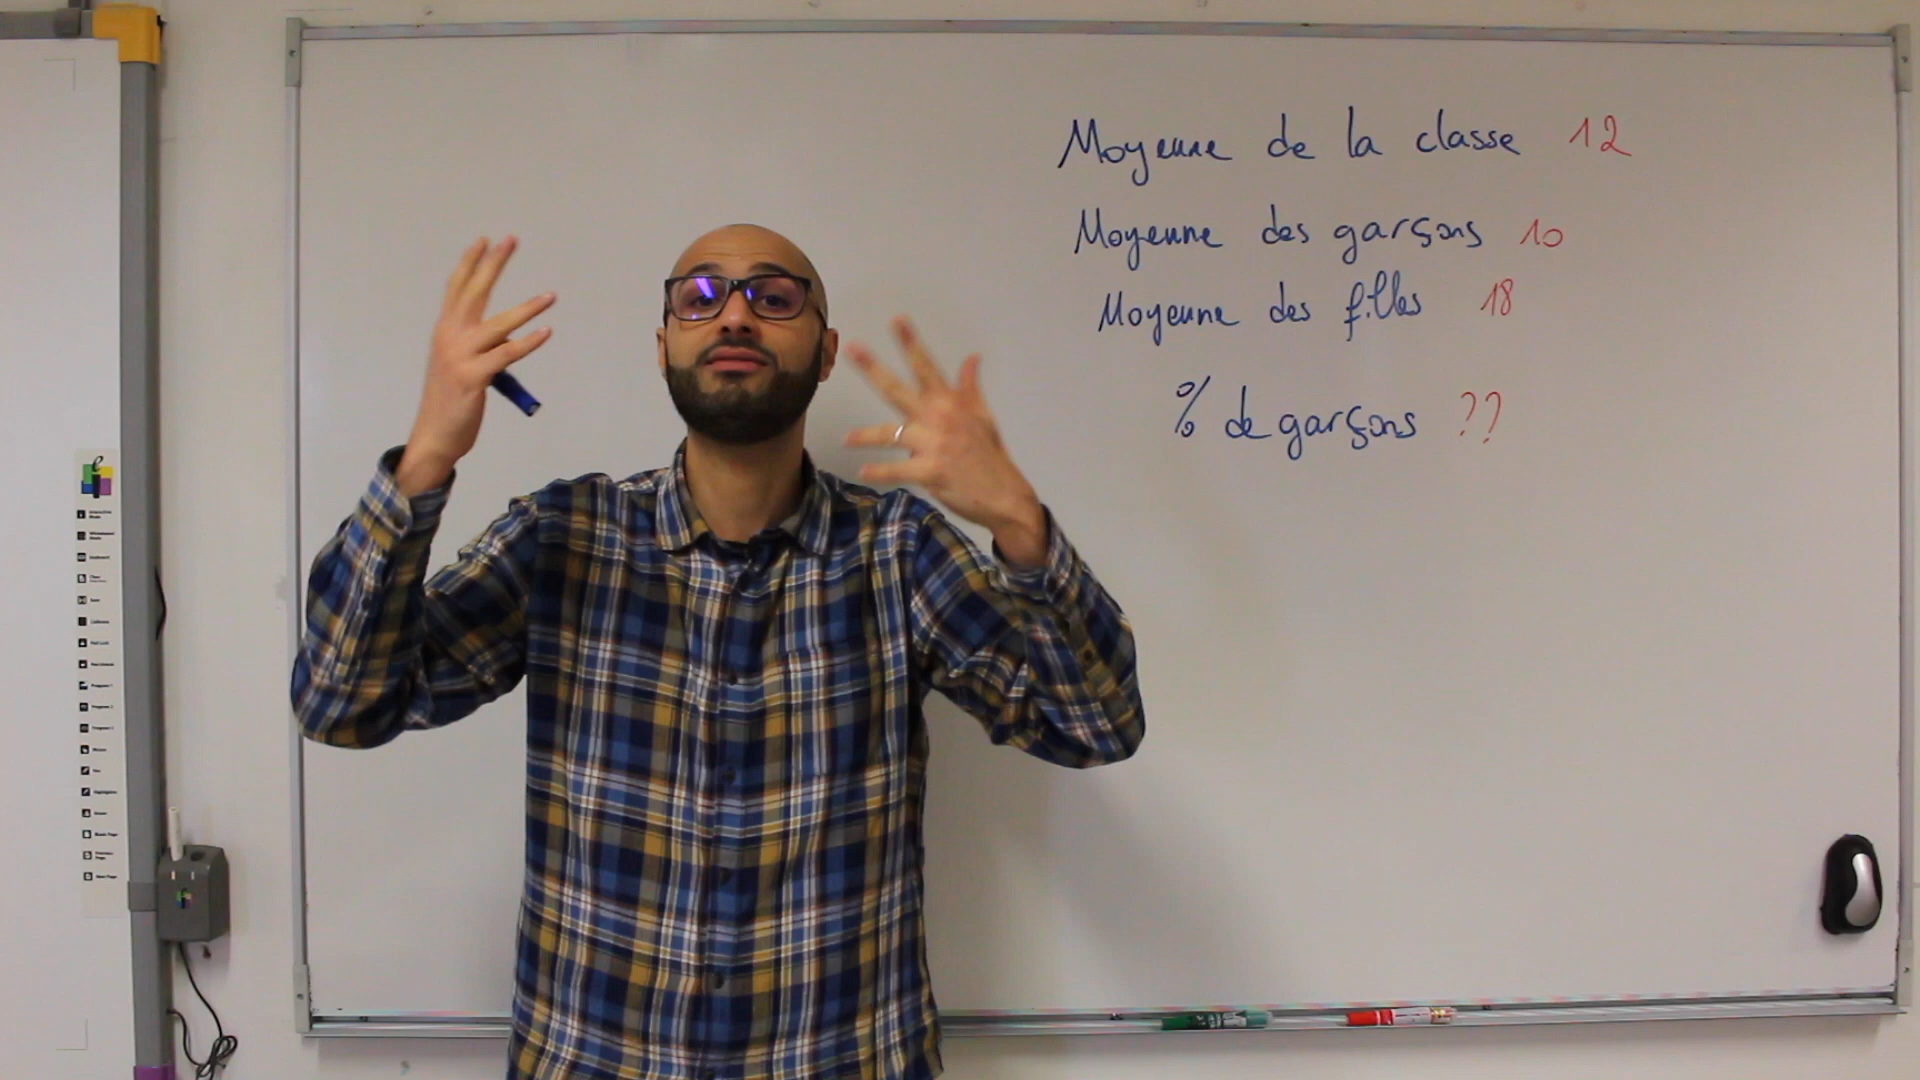 Moyenne de la classe 12
Moyenne des garçons 10
Moyenne des filles 18
% de garçons ??